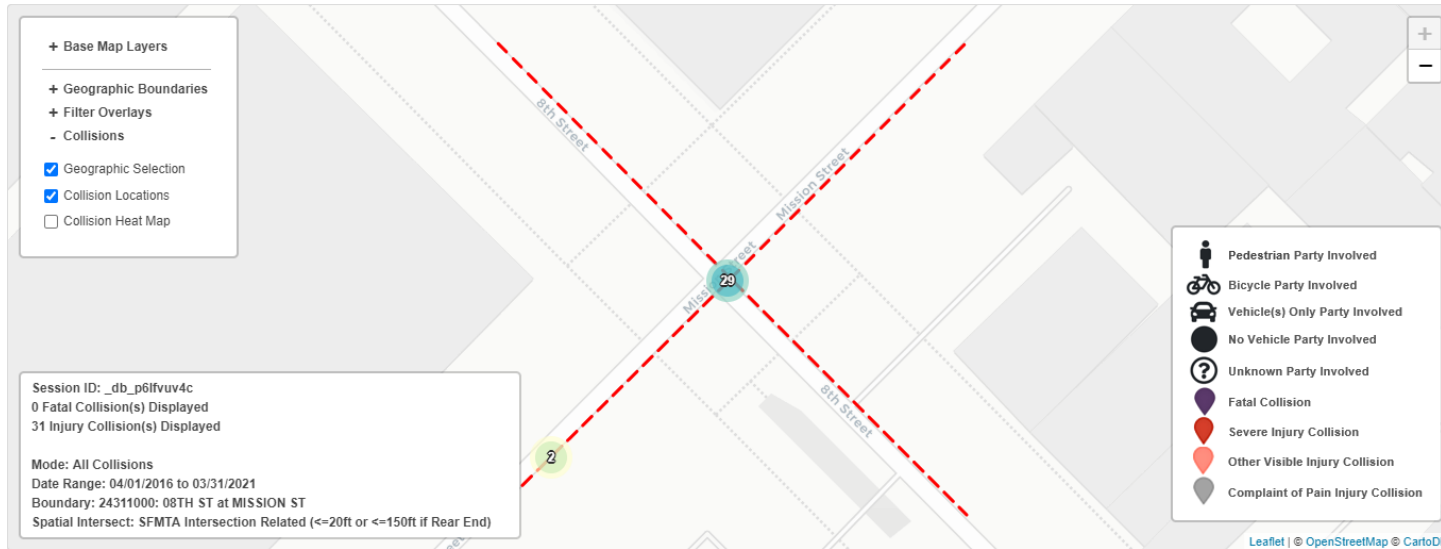 + Base Map Layers
+ Geographic Boundaries
+ Filter Overlays
- Collisions
Geographic Selection
Collision Locations
Collision Heat Map
8th Street
Mission Street
Mission Street
29
8th Street
2
+
−
Pedestrian Party Involved
Bicycle Party Involved
Vehicle(s) Only Party Involved
No Vehicle Party Involved
? Unknown Party Involved
Fatal Collision
Severe Injury Collision
Other Visible Injury Collision
Complaint of Pain Injury Collision
Session ID: _db_p6lfvuv4c
0 Fatal Collision(s) Displayed
31 Injury Collision(s) Displayed
Mode: All Collisions
Date Range: 04/01/2016 to 03/31/2021
Boundary: 24311000: 08TH ST at MISSION ST
Spatial Intersect: SFMTA Intersection Related (<=20ft or <=150ft if Rear End)
Leaflet | © OpenStreetMap © CartoD